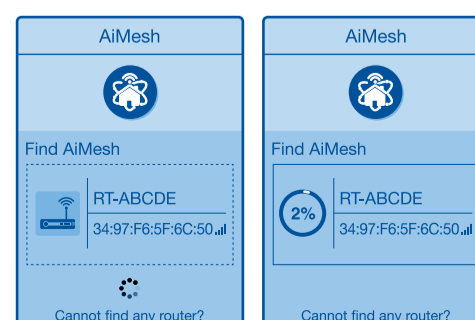 AiMesh
Find AiMesh
RT-ABCDE
34:97:F6:5F:6C:50
Cannot find any router?
AiMesh
Find AiMesh
2%
RT-ABCDE
34:97:F6:5F:6C:50
Cannot find any router?